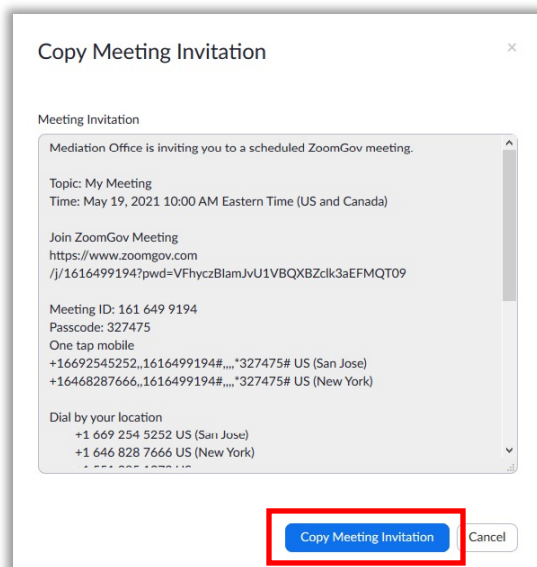 Copy Meeting Invitation
×
Meeting Invitation
Mediation Office is inviting you to a scheduled ZoomGov meeting.
Topic: My Meeting
Time: May 19, 2021 10:00 AM Eastern Time (US and Canada)
Join ZoomGov Meeting
https://www.zoomgov.com
/j/1616499194?pwd=VFhyczBIamJvU1VBQXBZclk3aEFMQT09
Meeting ID: 161 649 9194
Passcode: 327475
One tap mobile
+16692545252,,1616499194#,,,,*327475# US (San Jose)
+16468287666,,1616499194#,,,,*327475# US (New York)
Dial by your location
+1 669 254 5252 US (San Jose)
+1 646 828 7666 US (New York)
Copy Meeting Invitation
Cancel